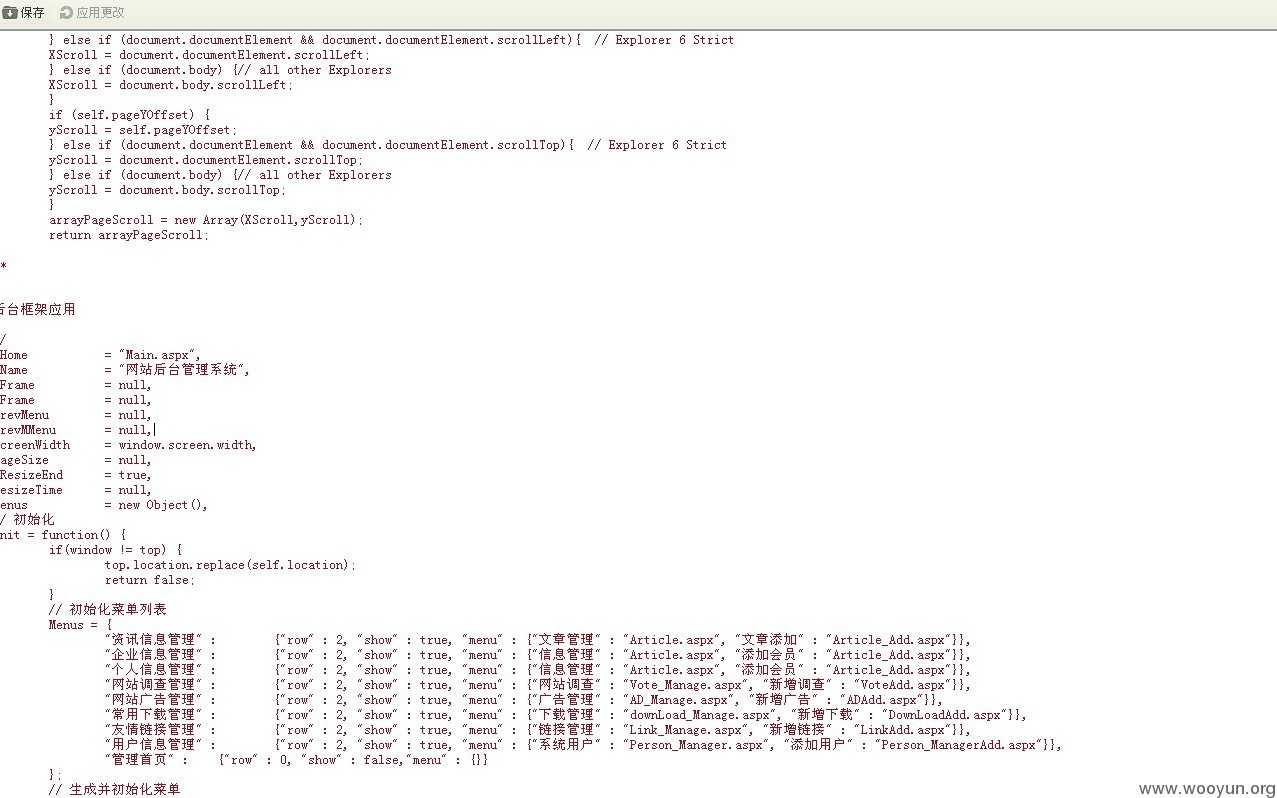 保存 应用更改
} else if (document.documentElement && document.documentElement.scrollLeft){ // Explorer 6 Strict
XScroll = document.documentElement.scrollLeft;
} else if (document.body) {// all other Explorers
XScroll = document.body.scrollLeft;
}
if (self.pageYOffset) {
yScroll = self.pageYOffset;
} else if (document.documentElement && document.documentElement.scrollTop){ // Explorer 6 Strict
yScroll = document.documentElement.scrollTop;
} else if (document.body) {// all other Explorers
yScroll = document.body.scrollTop;
}
arrayPageScroll = new Array(XScroll,yScroll);
return arrayPageScroll;
*
后台框架应用
/
Home = "Main.aspx",
Name = "网站后台管理系统",
Frame = null,
Frame = null,
revMenu = null,
revMMenu = null,
creenWidth = window.screen.width,
ageSize = null,
ResizeEnd = true,
esizeTime = null,
enus = new Object(),
/ 初始化
nit = function() {
if(window != top) {
top.location.replace(self.location);
return false;
}
// 初始化菜单列表
Menus = {
"资讯信息管理" : {"row" : 2, "show" : true, "menu" : {"文章管理" : "Article.aspx", "文章添加" : "Article_Add.aspx"}},
"企业信息管理" : {"row" : 2, "show" : true, "menu" : {"信息管理" : "Article.aspx", "添加会员" : "Article_Add.aspx"}},
"个人信息管理" : {"row" : 2, "show" : true, "menu" : {"信息管理" : "Article.aspx", "添加会员" : "Article_Add.aspx"}},
"网站调查管理" : {"row" : 2, "show" : true, "menu" : {"网站调查" : "Vote_Manage.aspx", "新增调查" : "VoteAdd.aspx"}},
"网站广告管理" : {"row" : 2, "show" : true, "menu" : {"广告管理" : "AD_Manage.aspx", "新增广告" : "ADAdd.aspx"}},
"常用下载管理" : {"row" : 2, "show" : true, "menu" : {"下载管理" : "downLoad_Manage.aspx", "新增下载" : "DownLoadAdd.aspx"}},
"友情链接管理" : {"row" : 2, "show" : true, "menu" : {"链接管理" : "Link_Manage.aspx", "新增链接" : "LinkAdd.aspx"}},
"用户信息管理" : {"row" : 2, "show" : true, "menu" : {"系统用户" : "Person_Manager.aspx", "添加用户" : "Person_ManagerAdd.aspx"}},
"管理首页" : {"row" : 0, "show" : false,"menu" : {}}
};
// 生成并初始化菜单
www.wooyun.org